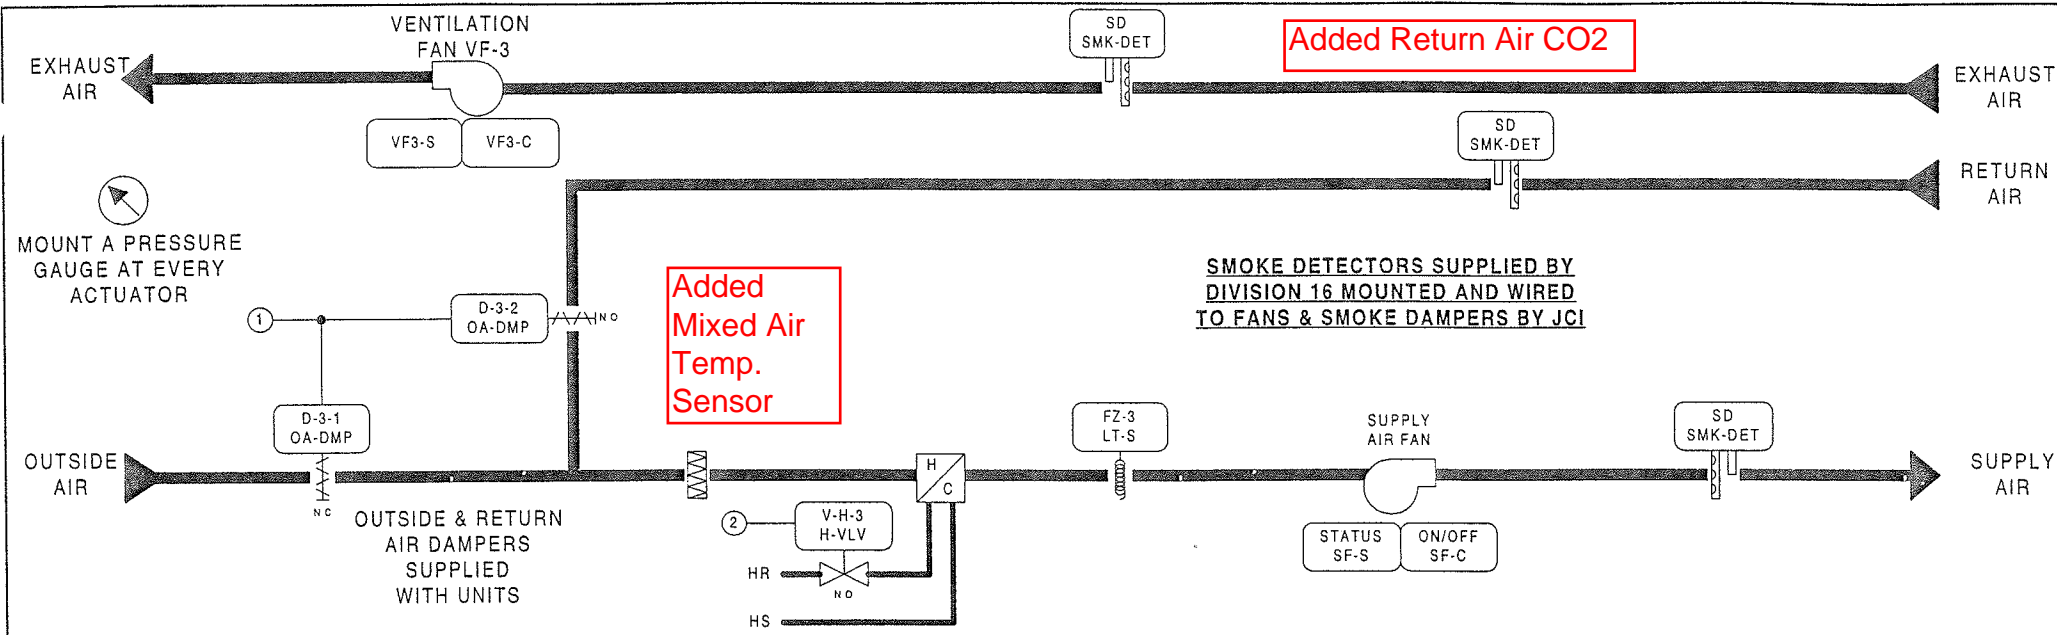 VENTILATION
FAN VF-3
SD
SMK-DET
Added Return Air CO2
EXHAUST
AIR
EXHAUST
AIR
VF3-S
VF3-C
SD
SMK-DET
RETURN
AIR
MOUNT A PRESSURE
GAUGE AT EVERY
ACTUATOR
SMOKE DETECTORS SUPPLIED BY
DIVISION 16 MOUNTED AND WIRED
TO FANS & SMOKE DAMPERS BY JCI
Added
Mixed Air
Temp.
Sensor
1
D-3-2
OA-DMP
NO
D-3-1
OA-DMP
NC
FZ-3
LT-S
SUPPLY
AIR FAN
SD
SMK-DET
OUTSIDE
AIR
H
C
SUPPLY
AIR
OUTSIDE & RETURN
AIR DAMPERS
SUPPLIED
WITH UNITS
2
V-H-3
H-VLV
STATUS
SF-S
ON/OFF
SF-C
HR
NO
HS